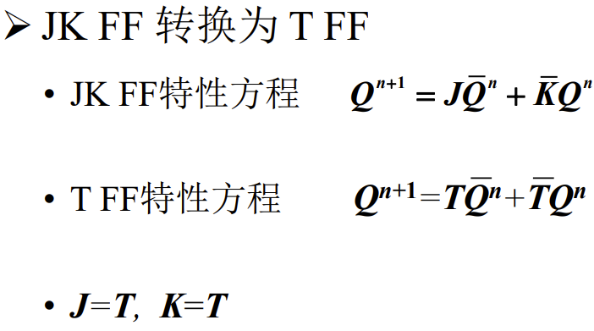 ➢ JK FF 转换为 T FF
• JK FF特性方程 Qⁿ⁺¹ = JQ̅ⁿ + K̅Qⁿ
• T FF特性方程 Qⁿ⁺¹=TQ̅ⁿ+T̅Qⁿ
• J=T, K=T